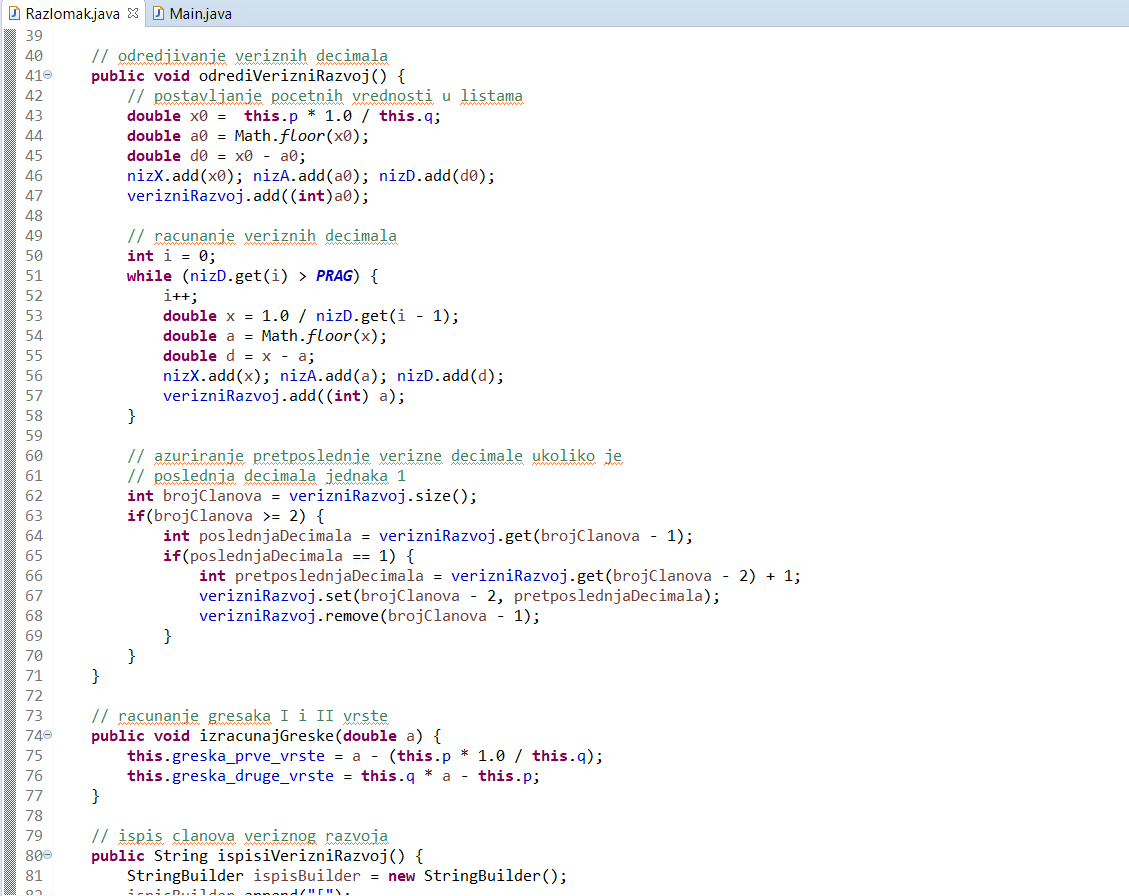 Razlomak.java Main.java
39
40 // odredjivanje veriznih decimala
41 public void odrediVerizniRazvoj() {
42 // postavljanje pocetnih vrednosti u listama
43 double x0 =  this.p * 1.0 / this.q;
44 double a0 = Math.floor(x0);
45 double d0 = x0 - a0;
46 nizX.add(x0); nizA.add(a0); nizD.add(d0);
47 verizniRazvoj.add((int)a0);
48
49 // racunanje veriznih decimala
50 int i = 0;
51 while (nizD.get(i) > PRAG) {
52 i++;
53 double x = 1.0 / nizD.get(i - 1);
54 double a = Math.floor(x);
55 double d = x - a;
56 nizX.add(x); nizA.add(a); nizD.add(d);
57 verizniRazvoj.add((int) a);
58 }
59
60 // azuriranje pretposlednje verizne decimale ukoliko je
61 // poslednja decimala jednaka 1
62 int brojClanova = verizniRazvoj.size();
63 if(brojClanova >= 2) {
64 int poslednjaDecimala = verizniRazvoj.get(brojClanova - 1);
65 if(poslednjaDecimala == 1) {
66 int pretposlednjaDecimala = verizniRazvoj.get(brojClanova - 2) + 1;
67 verizniRazvoj.set(brojClanova - 2, pretposlednjaDecimala);
68 verizniRazvoj.remove(brojClanova - 1);
69 }
70 }
71 }
72
73 // racunanje gresaka I i II vrste
74 public void izracunajGreske(double a) {
75 this.greska_prve_vrste = a - (this.p * 1.0 / this.q);
76 this.greska_druge_vrste = this.q * a - this.p;
77 }
78
79 // ispis clanova veriznog razvoja
80 public String ispisiVerizniRazvoj() {
81 StringBuilder ispisBuilder = new StringBuilder();
82 ispisBuilder.append("[");